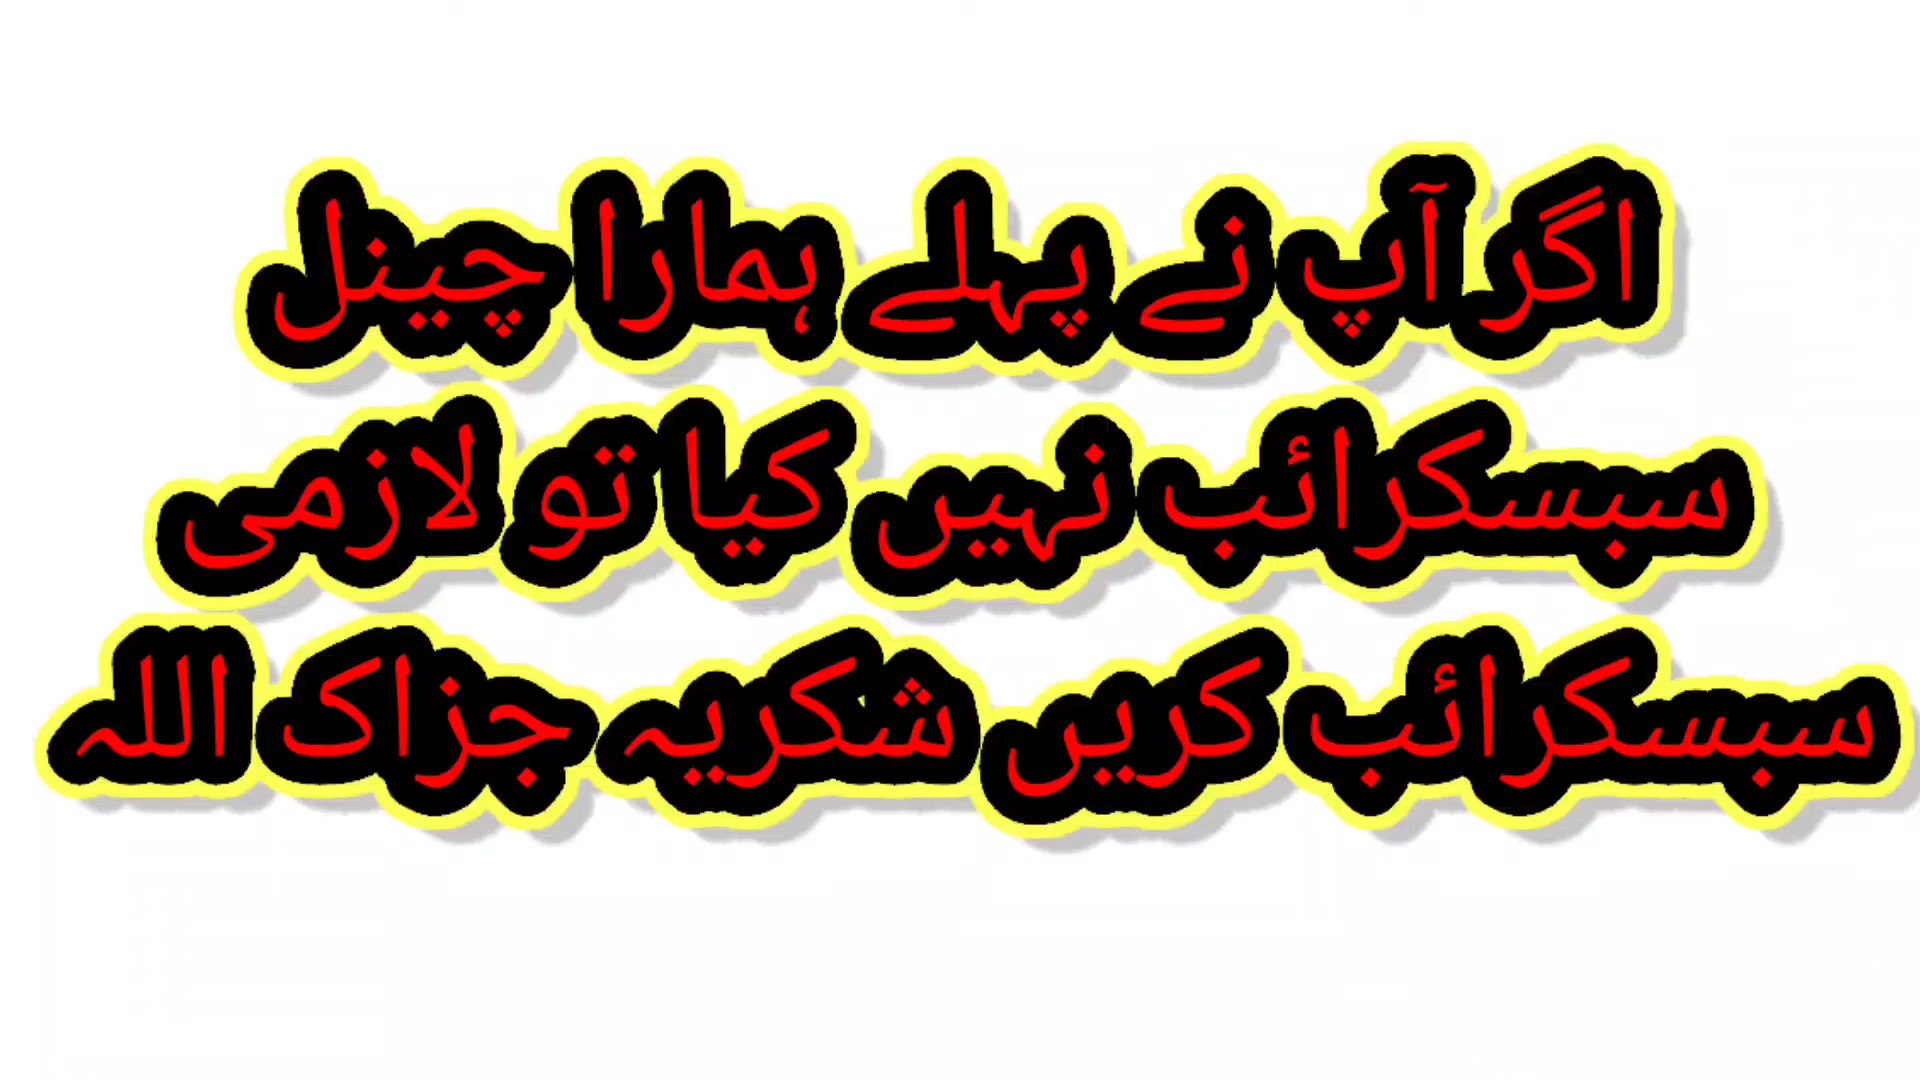 اگر آپ نے پہلے ہمارا چینل
سبسکرائب نہیں کیا تو لازمی
سبسکرائب کریں شکریہ جزاک اللہ